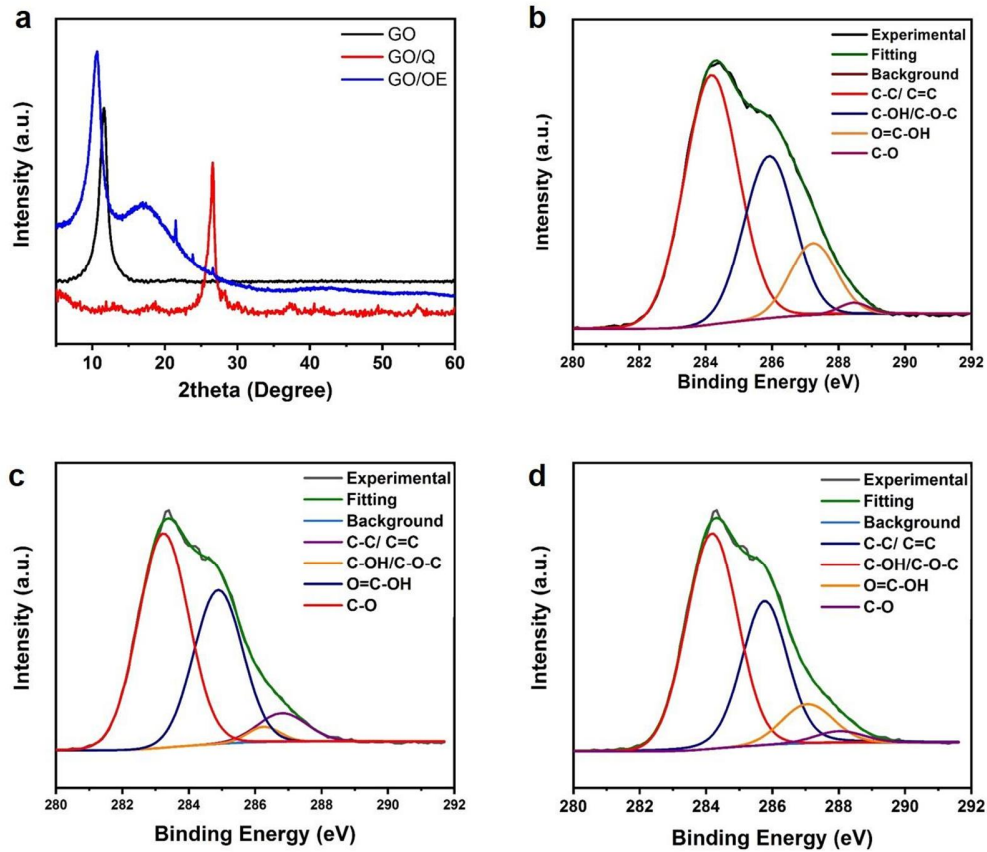 a
GO
GO/Q
GO/OE
Intensity (a.u.)
10 20 30 40 50 60
2theta (Degree)
b
Experimental
Fitting
Background
C-C/ C=C
C-OH/C-O-C
O=C-OH
C-O
Intensity (a.u.)
280 282 284 286 288 290 292
Binding Energy (eV)
c
Experimental
Fitting
Background
C-C/ C=C
C-OH/C-O-C
O=C-OH
C-O
Intensity (a.u.)
280 282 284 286 288 290 292
Binding Energy (eV)
d
Experimental
Fitting
Background
C-C/ C=C
C-OH/C-O-C
O=C-OH
C-O
Intensity (a.u.)
280 282 284 286 288 290 292
Binding Energy (eV)